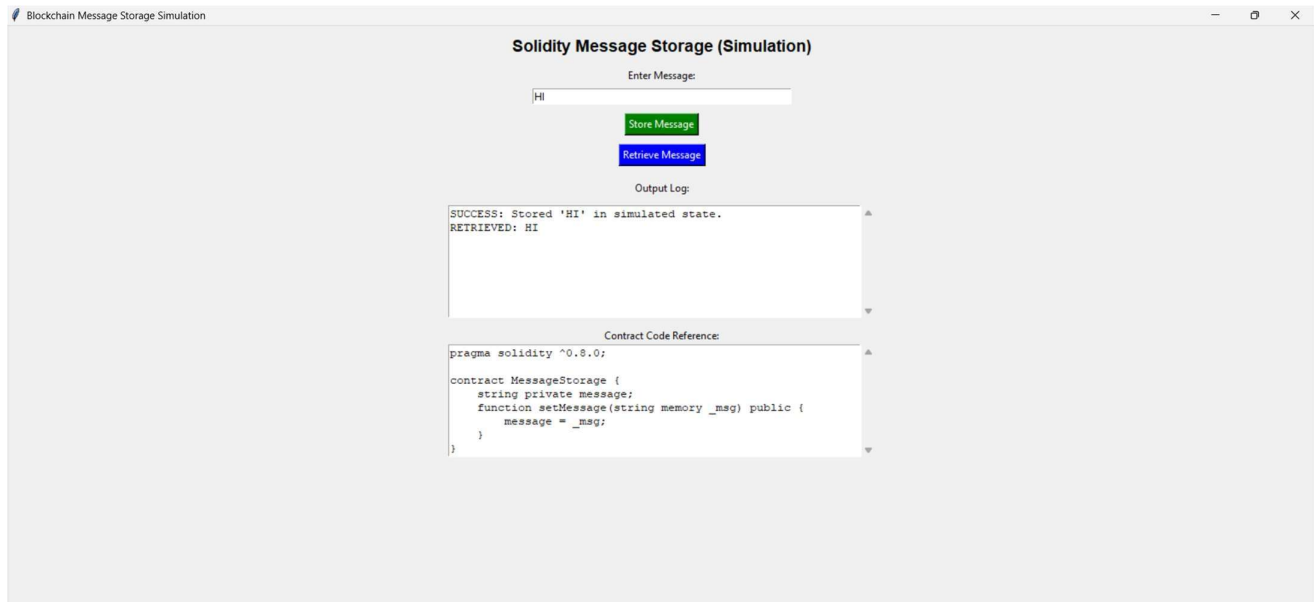 Blockchain Message Storage Simulation
Solidity Message Storage (Simulation)
Enter Message:
HI
Store Message
Retrieve Message
Output Log:
SUCCESS: Stored 'HI' in simulated state.
RETRIEVED: HI
Contract Code Reference:
pragma solidity ^0.8.0;

contract MessageStorage {
    string private message;
    function setMessage(string memory _msg) public {
        message = _msg;
    }
}